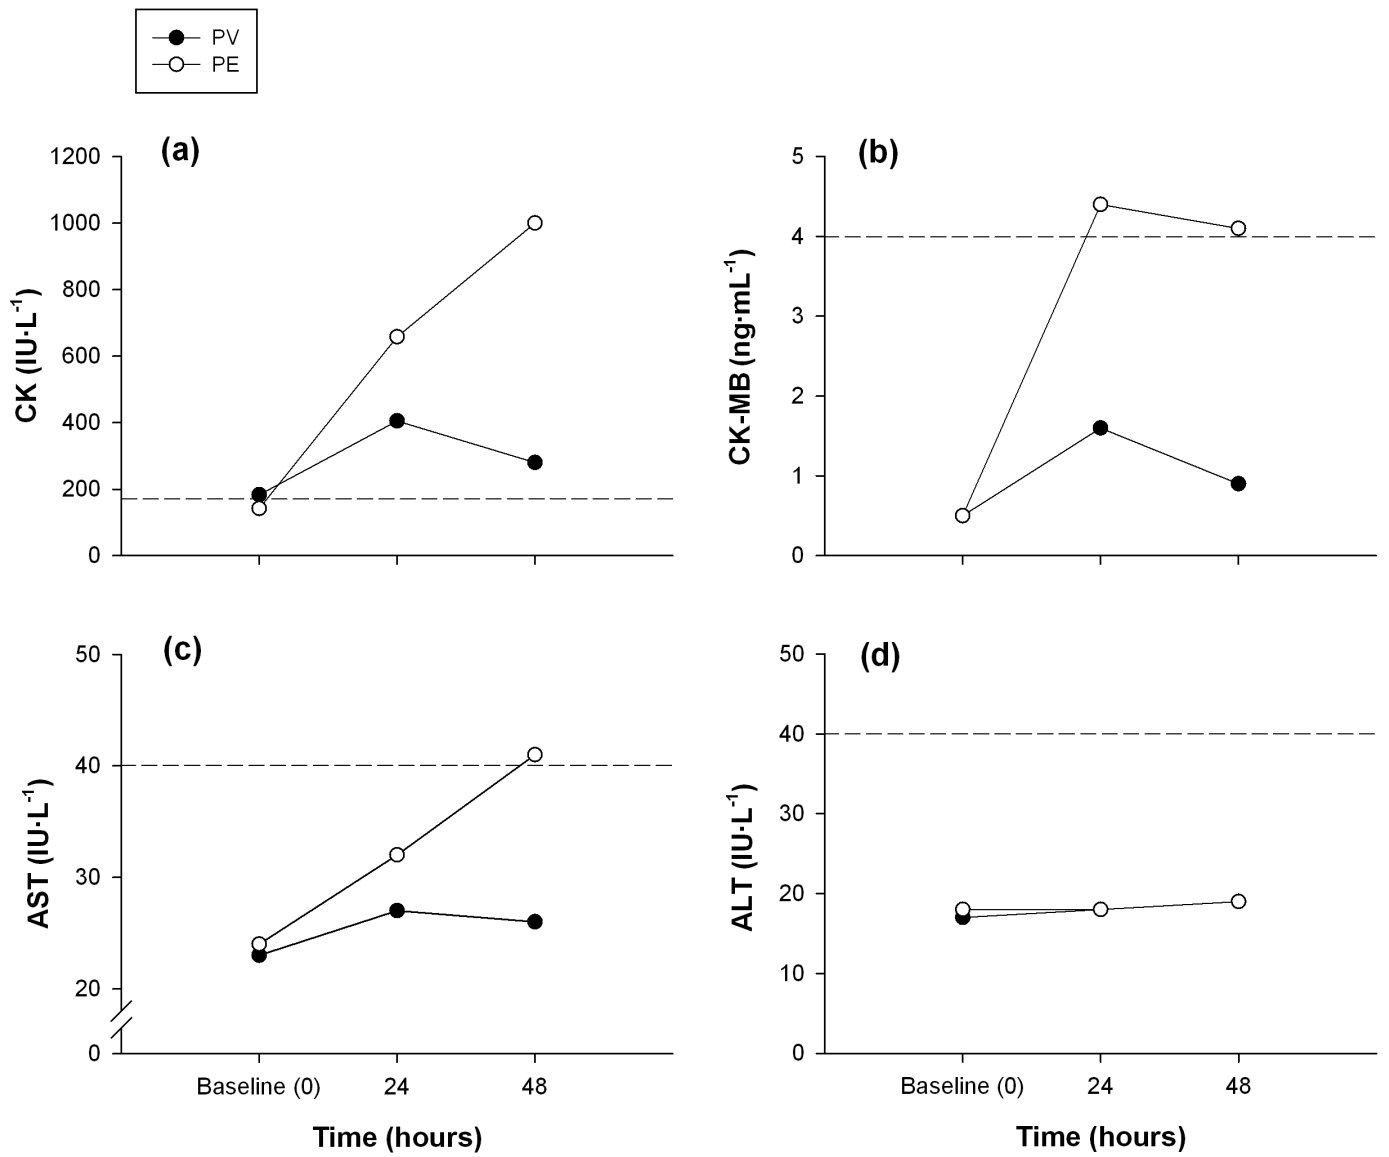 PV
PE
(a)
1200
1000
800
600
400
200
0
CK (IU·L-1)
(b)
5
4
3
2
1
0
CK-MB (ng·mL-1)
(c)
50
40
30
20
0
AST (IU·L-1)
Baseline (0) 24 48
Time (hours)
(d)
50
40
30
20
10
0
ALT (IU·L-1)
Baseline (0) 24 48
Time (hours)